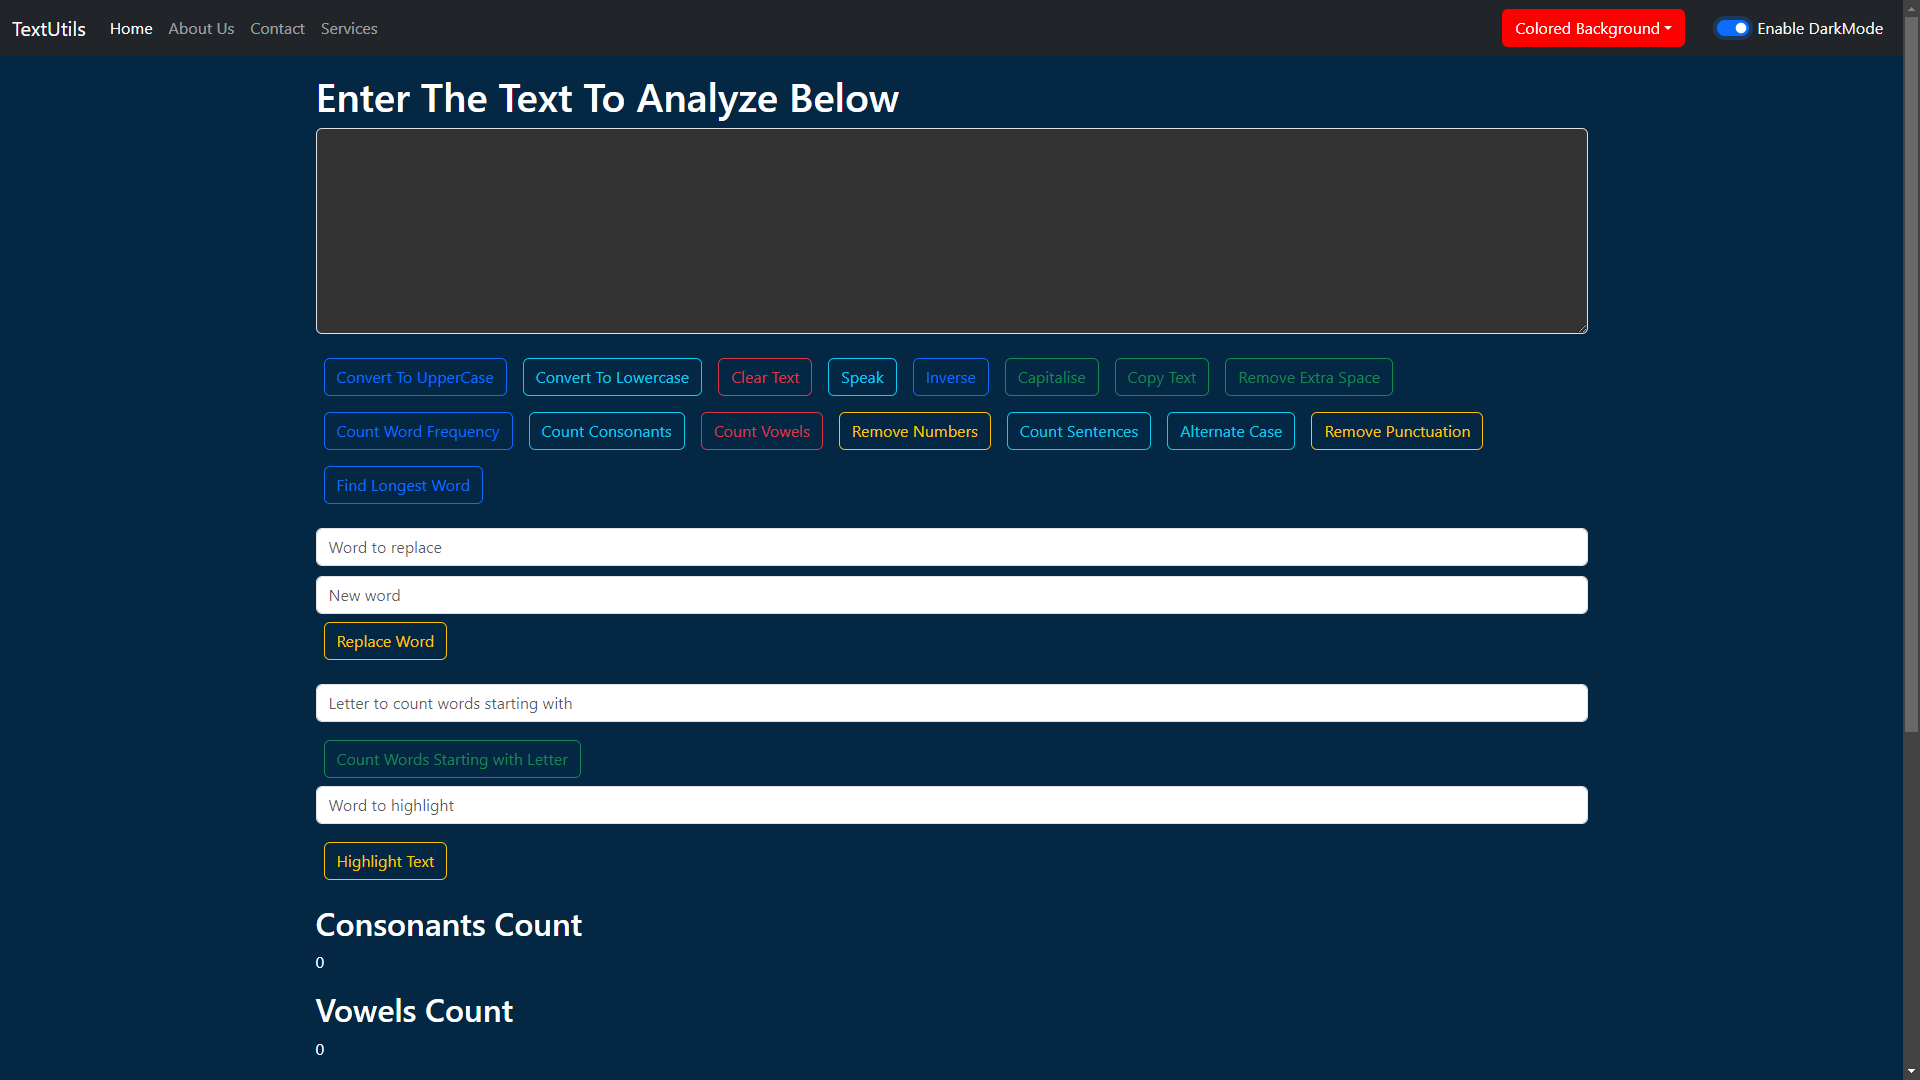 TextUtils Home About Us Contact Services Colored Background Enable DarkMode
Enter The Text To Analyze Below
Convert To UpperCase Convert To Lowercase Clear Text Speak Inverse Capitalise Copy Text Remove Extra Space
Count Word Frequency Count Consonants Count Vowels Remove Numbers Count Sentences Alternate Case Remove Punctuation
Find Longest Word
Word to replace
New word
Replace Word
Letter to count words starting with
Count Words Starting with Letter
Word to highlight
Highlight Text
Consonants Count
0
Vowels Count
0